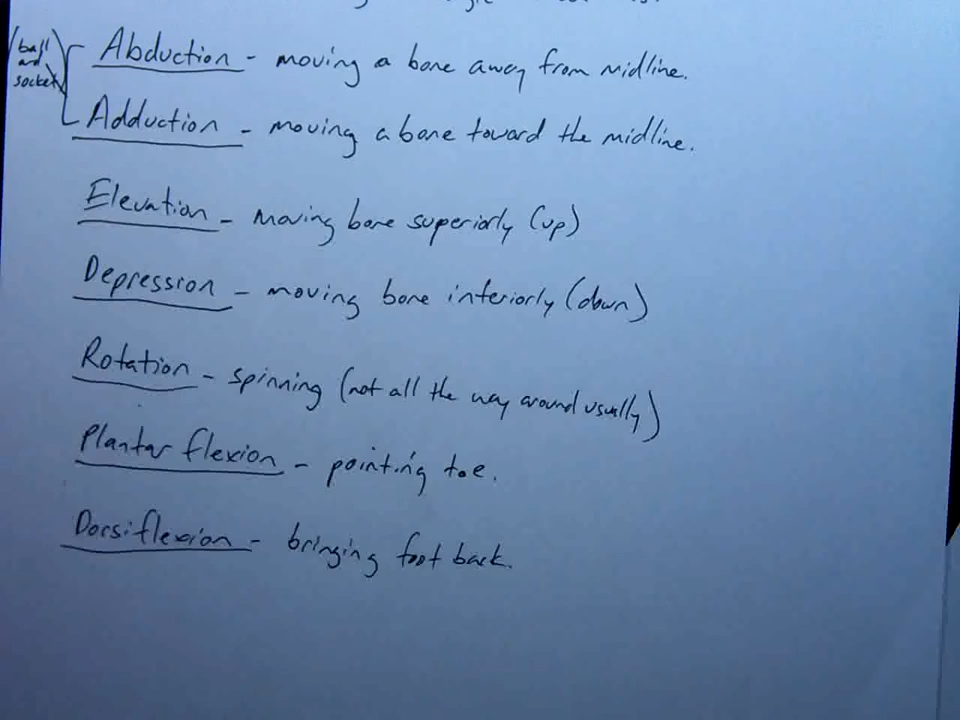 (ball and socket)
Abduction - moving a bone away from midline.
Adduction - moving a bone toward the midline.
Elevation - moving bone superiorly (up)
Depression - moving bone inferiorly (down)
Rotation - spinning (not all the way around usually)
Plantar flexion - pointing toe.
Dorsiflexion - bringing foot back.